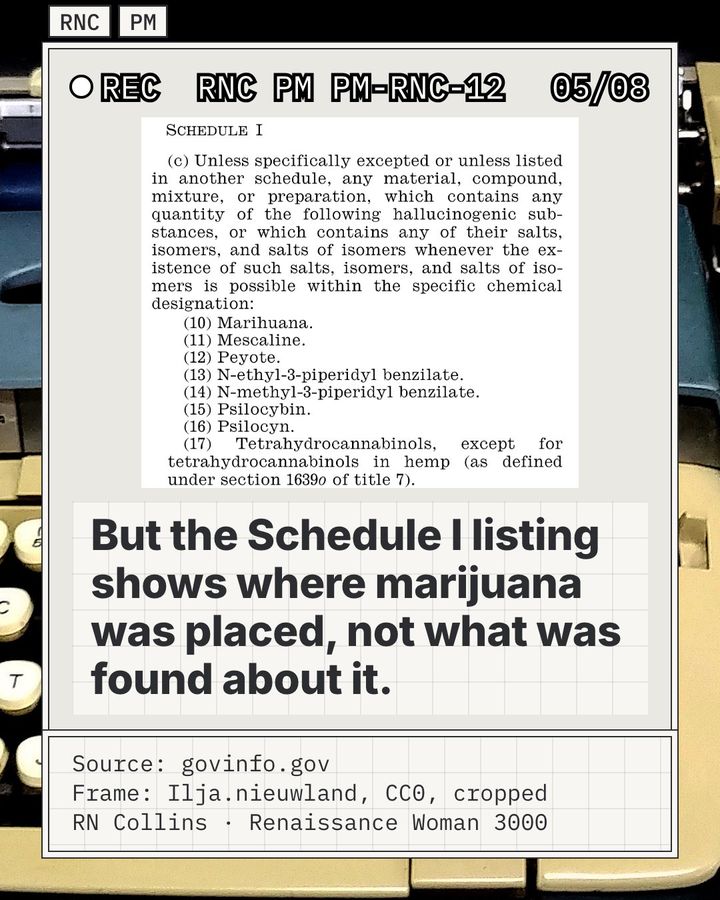 RNC PM
REC RNC PM PM-RNC-12 05/08
SCHEDULE I
(c) Unless specifically excepted or unless listed
in another schedule, any material, compound,
mixture, or preparation, which contains any
quantity of the following hallucinogenic sub-
stances, or which contains any of their salts,
isomers, and salts of isomers whenever the ex-
istence of such salts, isomers, and salts of iso-
mers is possible within the specific chemical
designation:
(10) Marihuana.
(11) Mescaline.
(12) Peyote.
(13) N-ethyl-3-piperidyl benzilate.
(14) N-methyl-3-piperidyl benzilate.
(15) Psilocybin.
(16) Psilocyn.
(17) Tetrahydrocannabinols, except for
tetrahydrocannabinols in hemp (as defined
under section 1639o of title 7).
But the Schedule I listing
shows where marijuana
was placed, not what was
found about it.
C
T
Source: govinfo.gov
Frame: Ilja.nieuwland, CC0, cropped
RN Collins · Renaissance Woman 3000